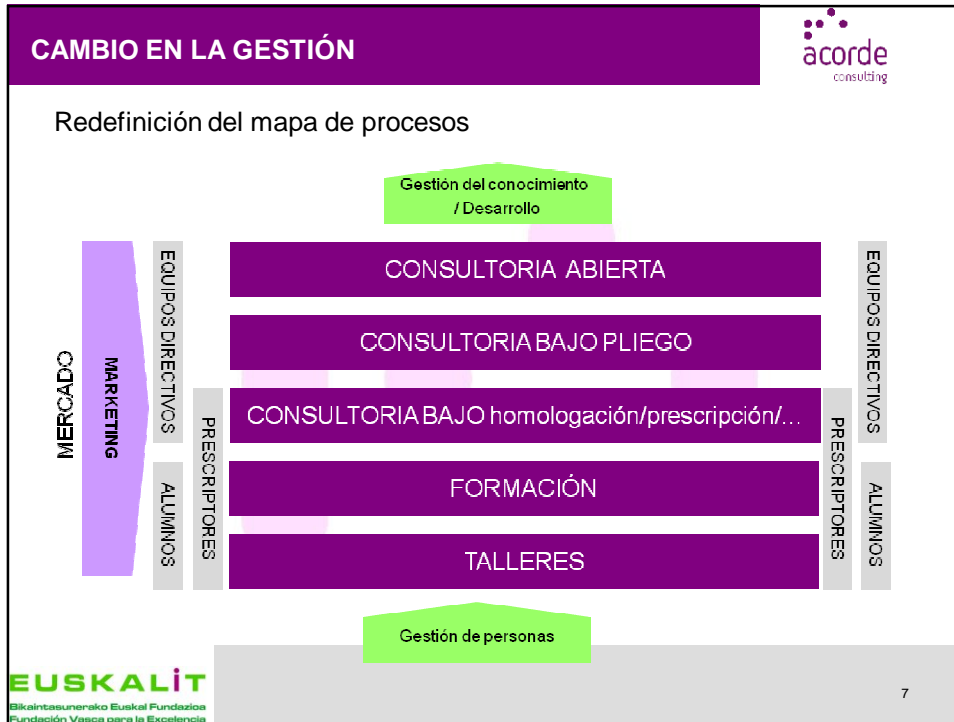 CAMBIO EN LA GESTIÓN
acorde
consulting
Redefinición del mapa de procesos
Gestión del conocimiento
/ Desarrollo
MERCADO
MARKETING
EQUIPOS DIRECTIVOS
ALUMNOS
PRESCRIPTORES
CONSULTORIA ABIERTA
CONSULTORIA BAJO PLIEGO
CONSULTORIA BAJO homologación/prescripción/...
FORMACIÓN
TALLERES
PRESCRIPTORES
EQUIPOS DIRECTIVOS
ALUMNOS
Gestión de personas
EUSKALIT
Bikaintasunerako Euskal Fundazioa
Fundación Vasca para la Excelencia
7